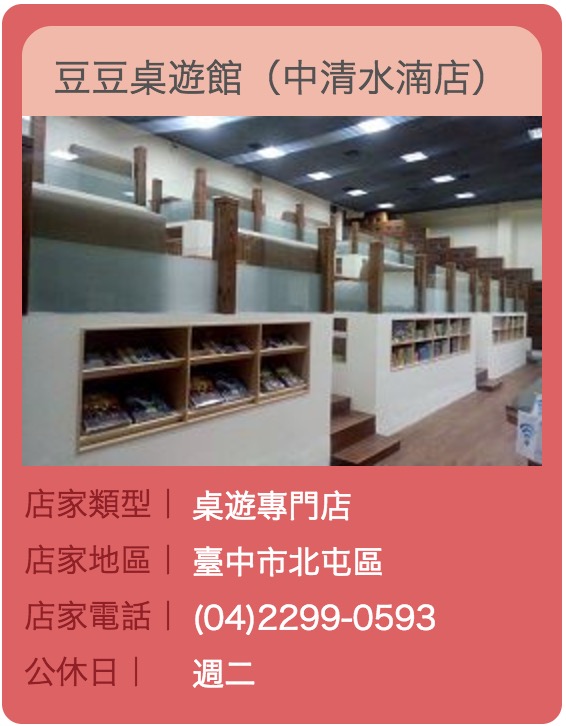 豆豆桌遊館（中清水湳店）
店家類型｜ 桌遊專門店
店家地區｜ 臺中市北屯區
店家電話｜ (04)2299-0593
公休日｜ 週二